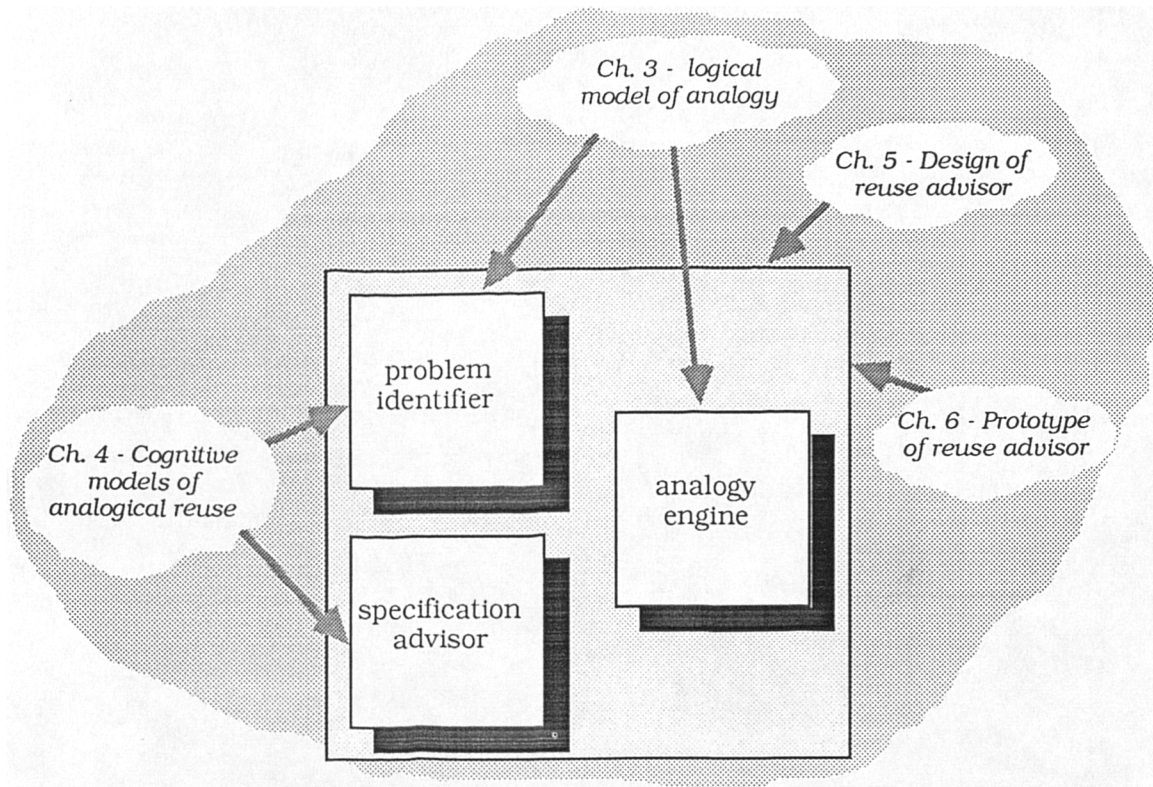 Ch. 3 - logical
model of analogy
Ch. 5 - Design of
reuse advisor
problem
identifier
Ch. 6 - Prototype
of reuse advisor
Ch. 4 - Cognitive
models of
analogical reuse
analogy
engine
specification
advisor